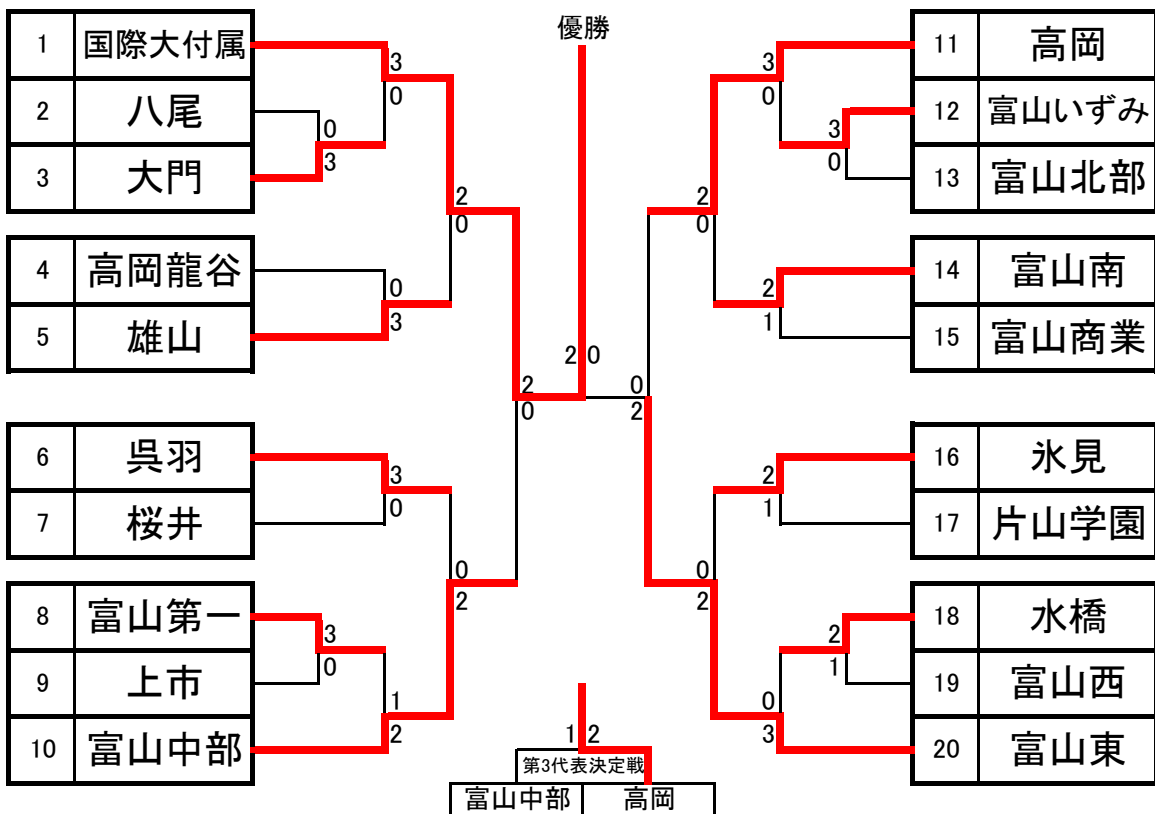 優勝
1 国際大付属
2 八尾
3 大門
4 高岡龍谷
5 雄山
6 呉羽
7 桜井
8 富山第一
9 上市
10 富山中部
3
0
0
3
2
0
0
3
2
0
3
0
0
2
3
0
1
2
2 0
11 高岡
12 富山いずみ
13 富山北部
14 富山南
15 富山商業
16 氷見
17 片山学園
18 水橋
19 富山西
20 富山東
3
0
3
0
2
0
2
1
0
2
2
1
0
2
2
1
0
3
1 2
第3代表決定戦
富山中部 高岡